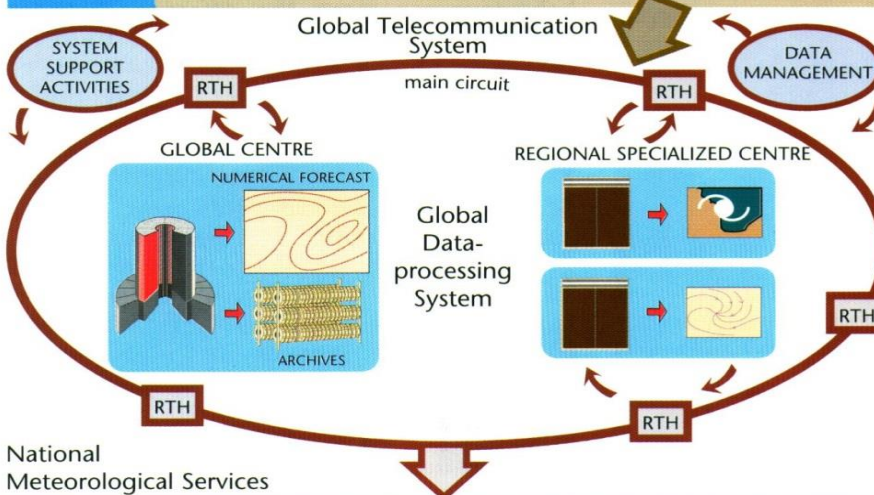 Global Telecommunication
System
SYSTEM
SUPPORT
ACTIVITIES
DATA
MANAGEMENT
main circuit
RTH
RTH
GLOBAL CENTRE
REGIONAL SPECIALIZED CENTRE
NUMERICAL FORECAST
Global
Data-
processing
System
ARCHIVES
RTH
RTH
RTH
National
Meteorological Services